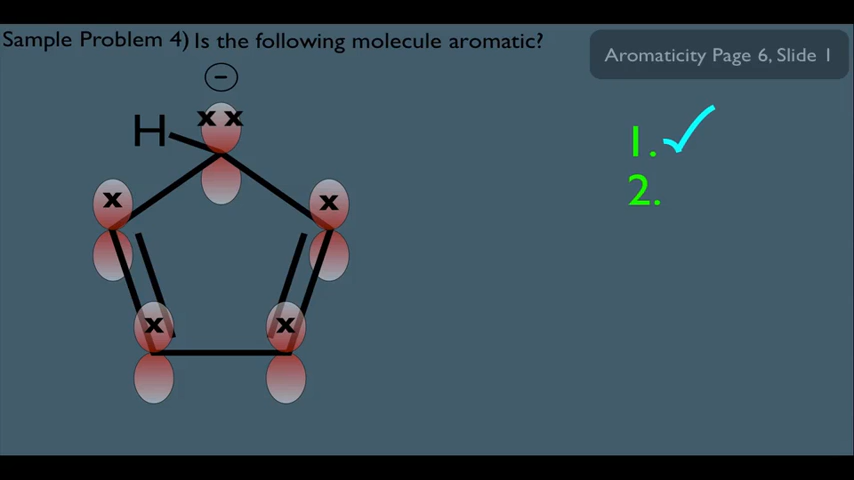 Sample Problem 4) Is the following molecule aromatic?
Aromaticity Page 6, Slide 1
−
x x
H
1. ✓
x
x
2.
x
x